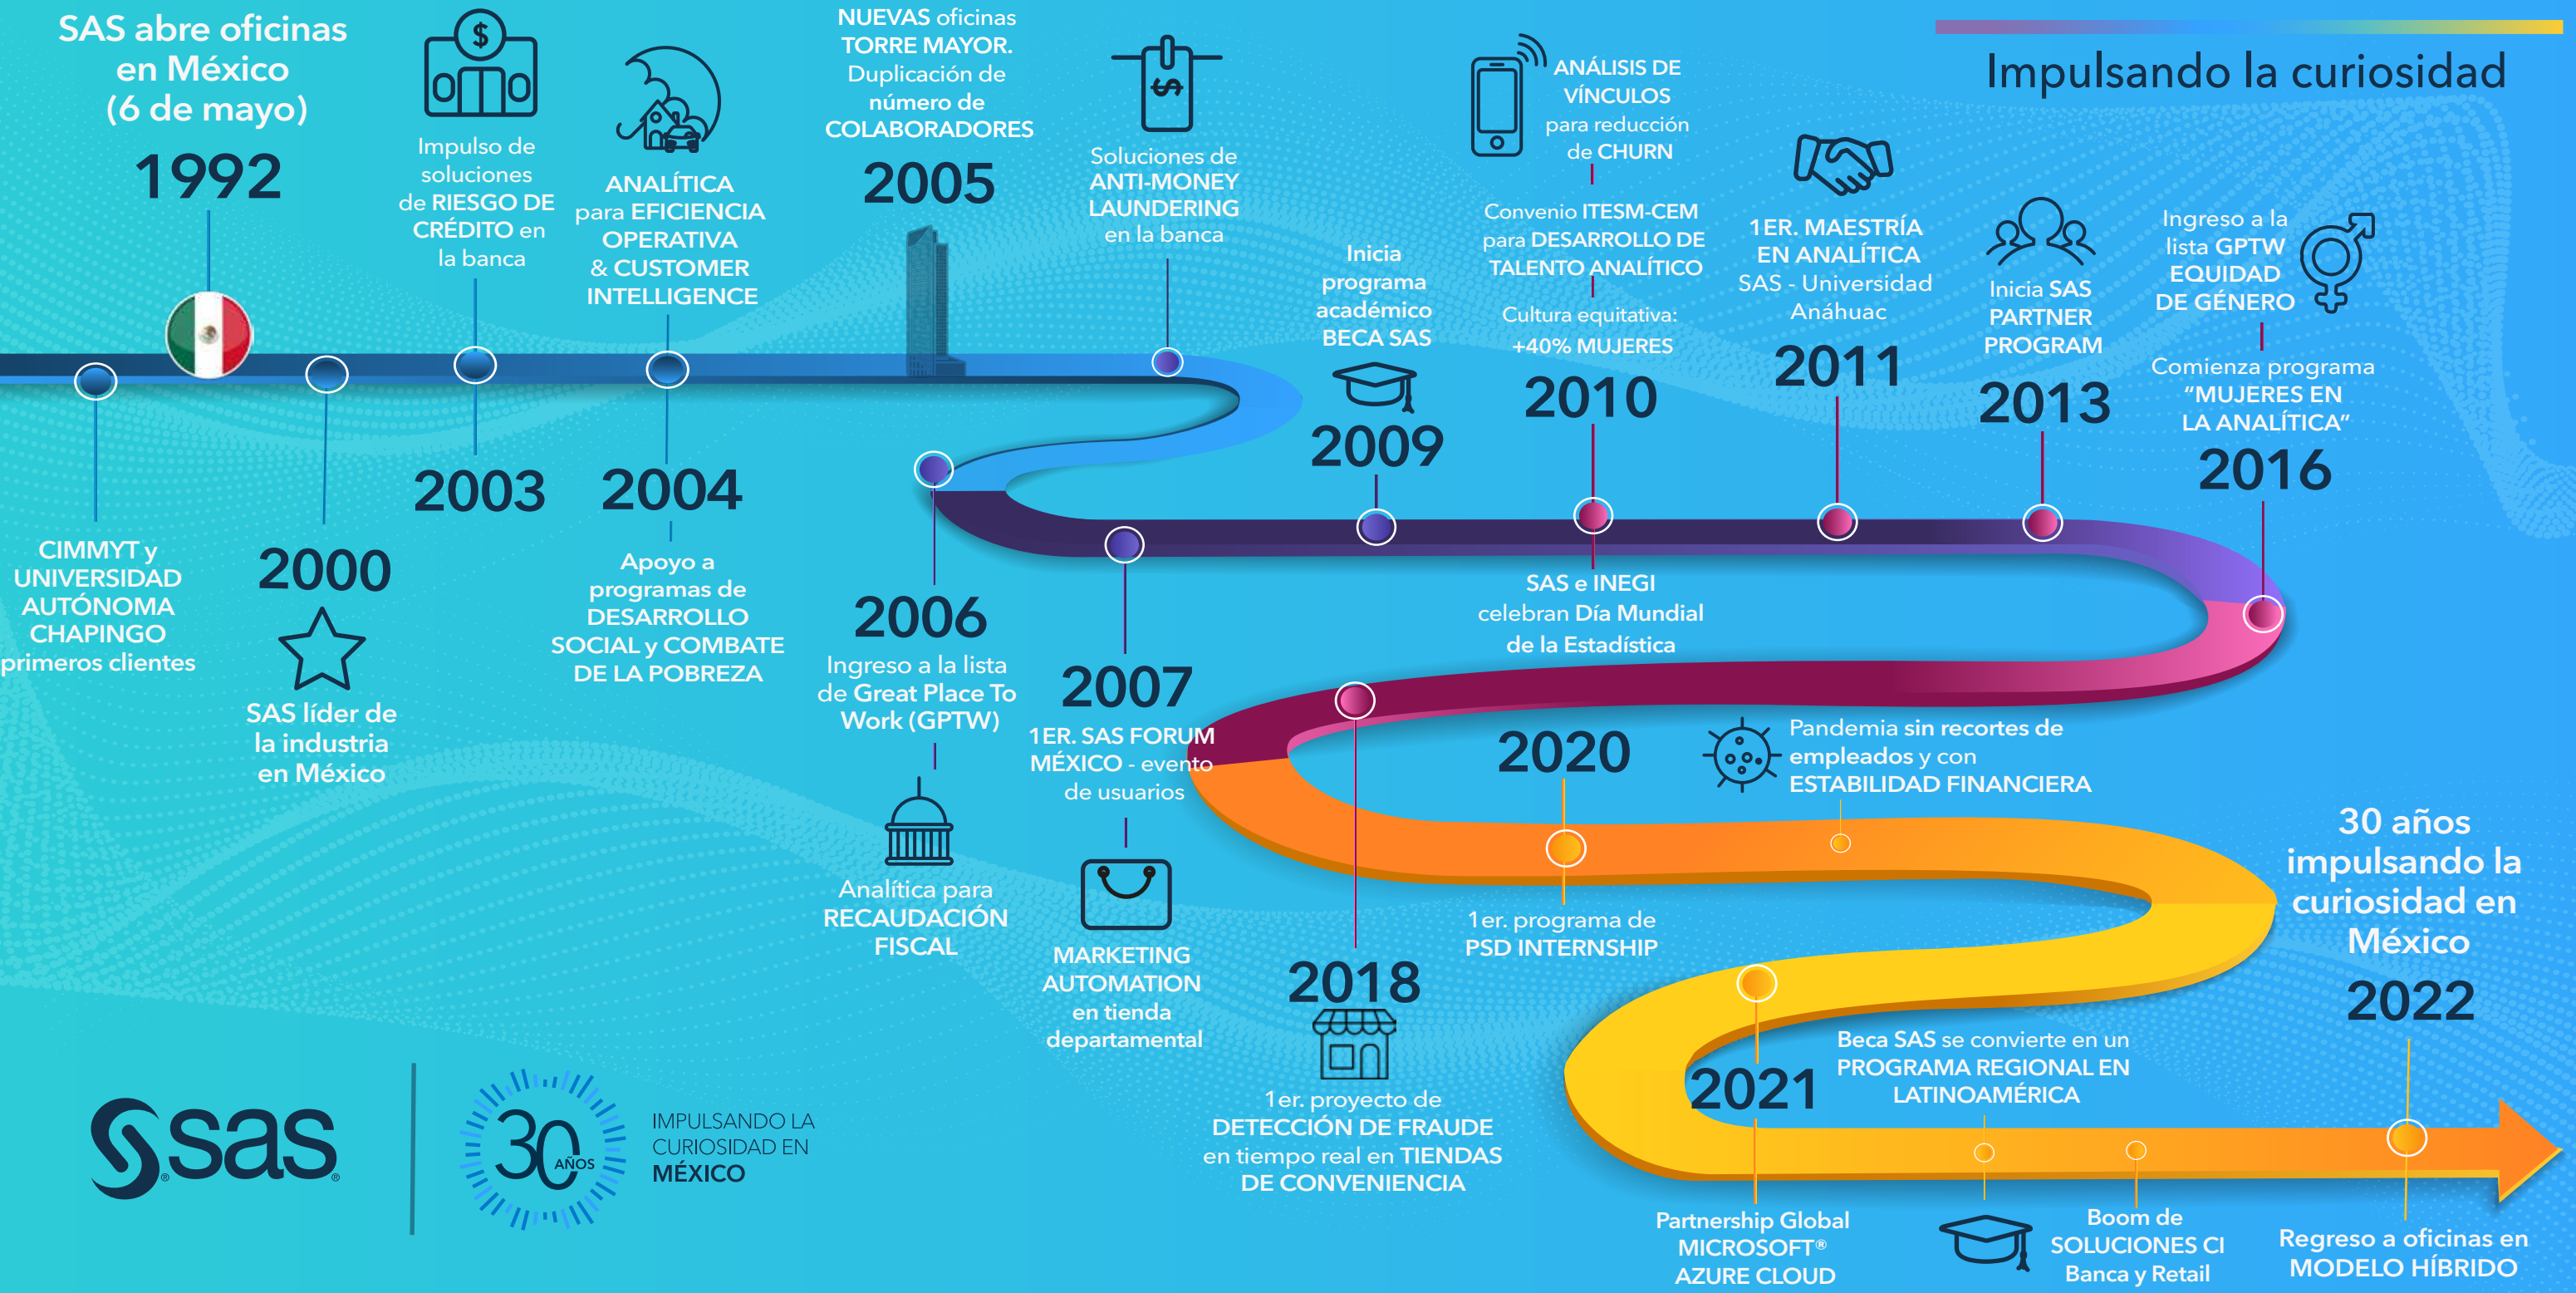 SAS abre oficinas
en México
(6 de mayo)
1992
CIMMYT y
UNIVERSIDAD
AUTÓNOMA
CHAPINGO
primeros clientes
2000
SAS líder de
la industria
en México
$
Impulso de
soluciones
de RIESGO DE
CRÉDITO en
la banca
2003
ANALÍTICA
para EFICIENCIA
OPERATIVA
& CUSTOMER
INTELLIGENCE
2004
Apoyo a
programas de
DESARROLLO
SOCIAL y COMBATE
DE LA POBREZA
NUEVAS oficinas
TORRE MAYOR.
Duplicación de
número de
COLABORADORES
2005
$
Soluciones de
ANTI-MONEY
LAUNDERING
en la banca
2006
Ingreso a la lista
de Great Place To
Work (GPTW)
Analítica para
RECAUDACIÓN
FISCAL
2007
1ER. SAS FORUM
MÉXICO - evento
de usuarios
MARKETING
AUTOMATION
en tienda
departamental
Inicia
programa
académico
BECA SAS
2009
ANÁLISIS DE
VÍNCULOS
para reducción
de CHURN
Convenio ITESM-CEM
para DESARROLLO DE
TALENTO ANALÍTICO
Cultura equitativa:
+40% MUJERES
2010
SAS e INEGI
celebran Día Mundial
de la Estadística
1ER. MAESTRÍA
EN ANALÍTICA
SAS - Universidad
Anáhuac
2011
Inicia SAS
PARTNER
PROGRAM
2013
Impulsando la curiosidad
Ingreso a la
lista GPTW
EQUIDAD
DE GÉNERO
Comienza programa
“MUJERES EN
LA ANALÍTICA”
2016
2018
1er. proyecto de
DETECCIÓN DE FRAUDE
en tiempo real en TIENDAS
DE CONVENIENCIA
2020
1er. programa de
PSD INTERNSHIP
Pandemia sin recortes de
empleados y con
ESTABILIDAD FINANCIERA
2021
Partnership Global
MICROSOFT®
AZURE CLOUD
Beca SAS se convierte en un
PROGRAMA REGIONAL EN
LATINOAMÉRICA
Boom de
SOLUCIONES CI
Banca y Retail
30 años
impulsando la
curiosidad en
México
2022
Regreso a oficinas en
MODELO HÍBRIDO
®sas®
30
AÑOS
IMPULSANDO LA
CURIOSIDAD EN
MÉXICO